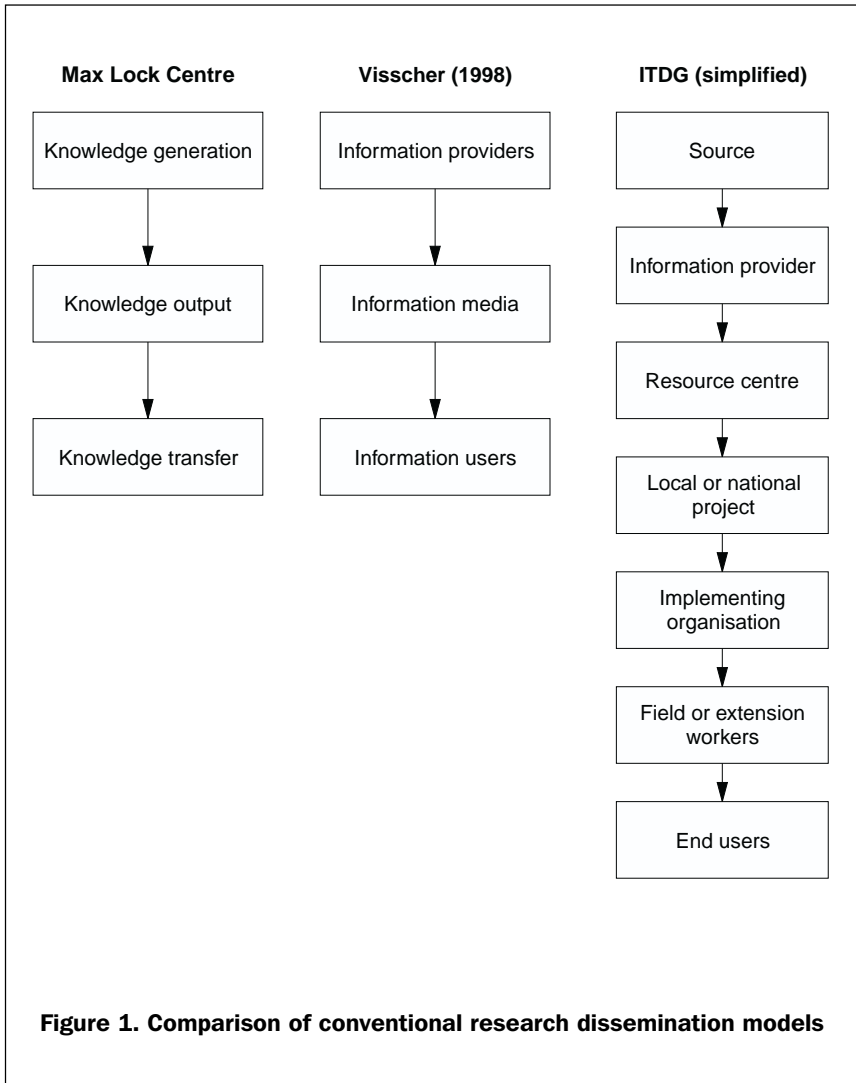 Max Lock Centre
Knowledge generation
Knowledge output
Knowledge transfer
Visscher (1998)
Information providers
Information media
Information users
ITDG (simplified)
Source
Information provider
Resource centre
Local or national
project
Implementing
organisation
Field or extension
workers
End users
Figure 1. Comparison of conventional research dissemination models